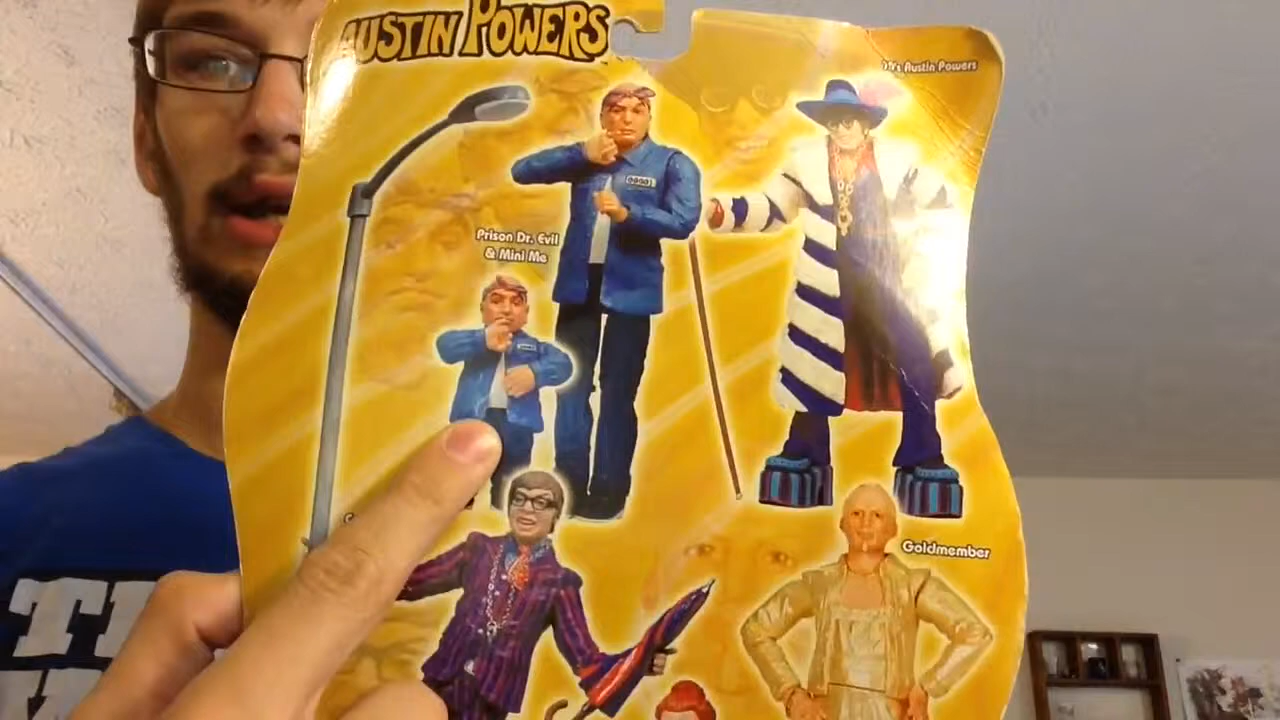 AUSTIN POWERS
Austin Powers
Prison Dr. Evil
& Mini Me
Goldmember